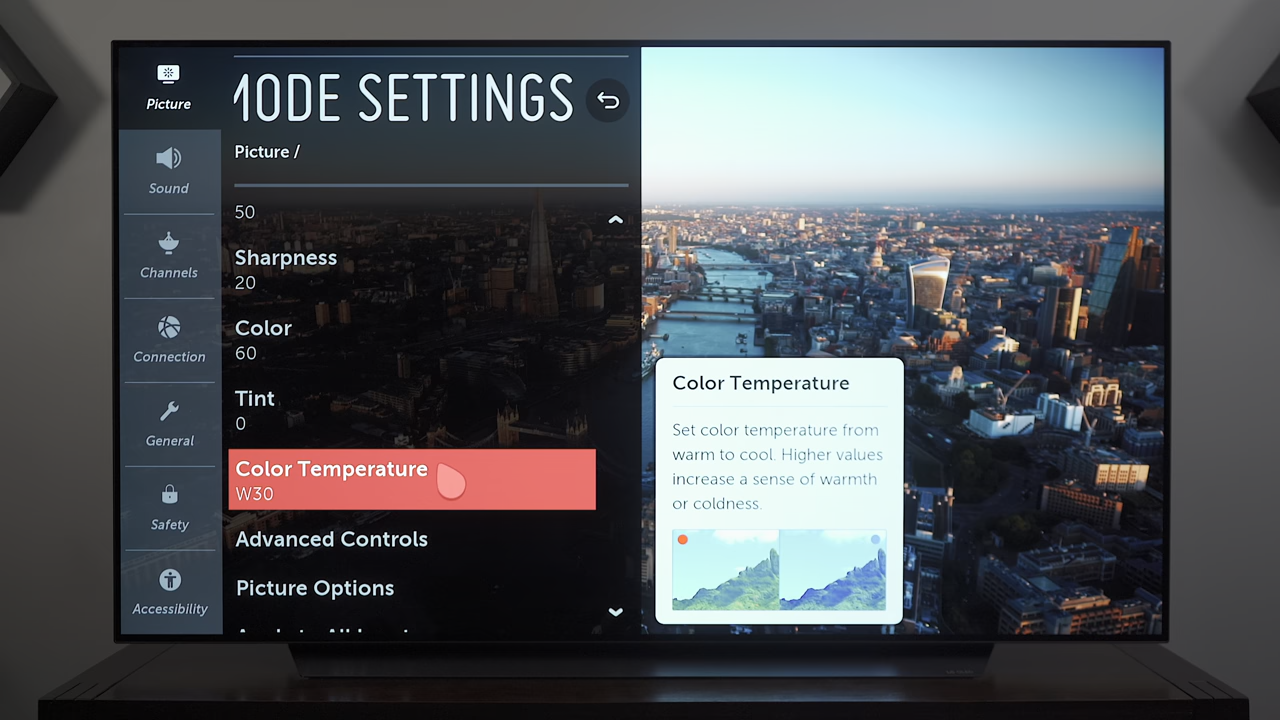 Picture
Sound
Channels
Connection
General
Safety
Accessibility
MODE SETTINGS
Picture /
50
Sharpness
20
Color
60
Tint
0
Color Temperature
W30
Advanced Controls
Picture Options
Color Temperature
Set color temperature from
warm to cool. Higher values
increase a sense of warmth
or coldness.